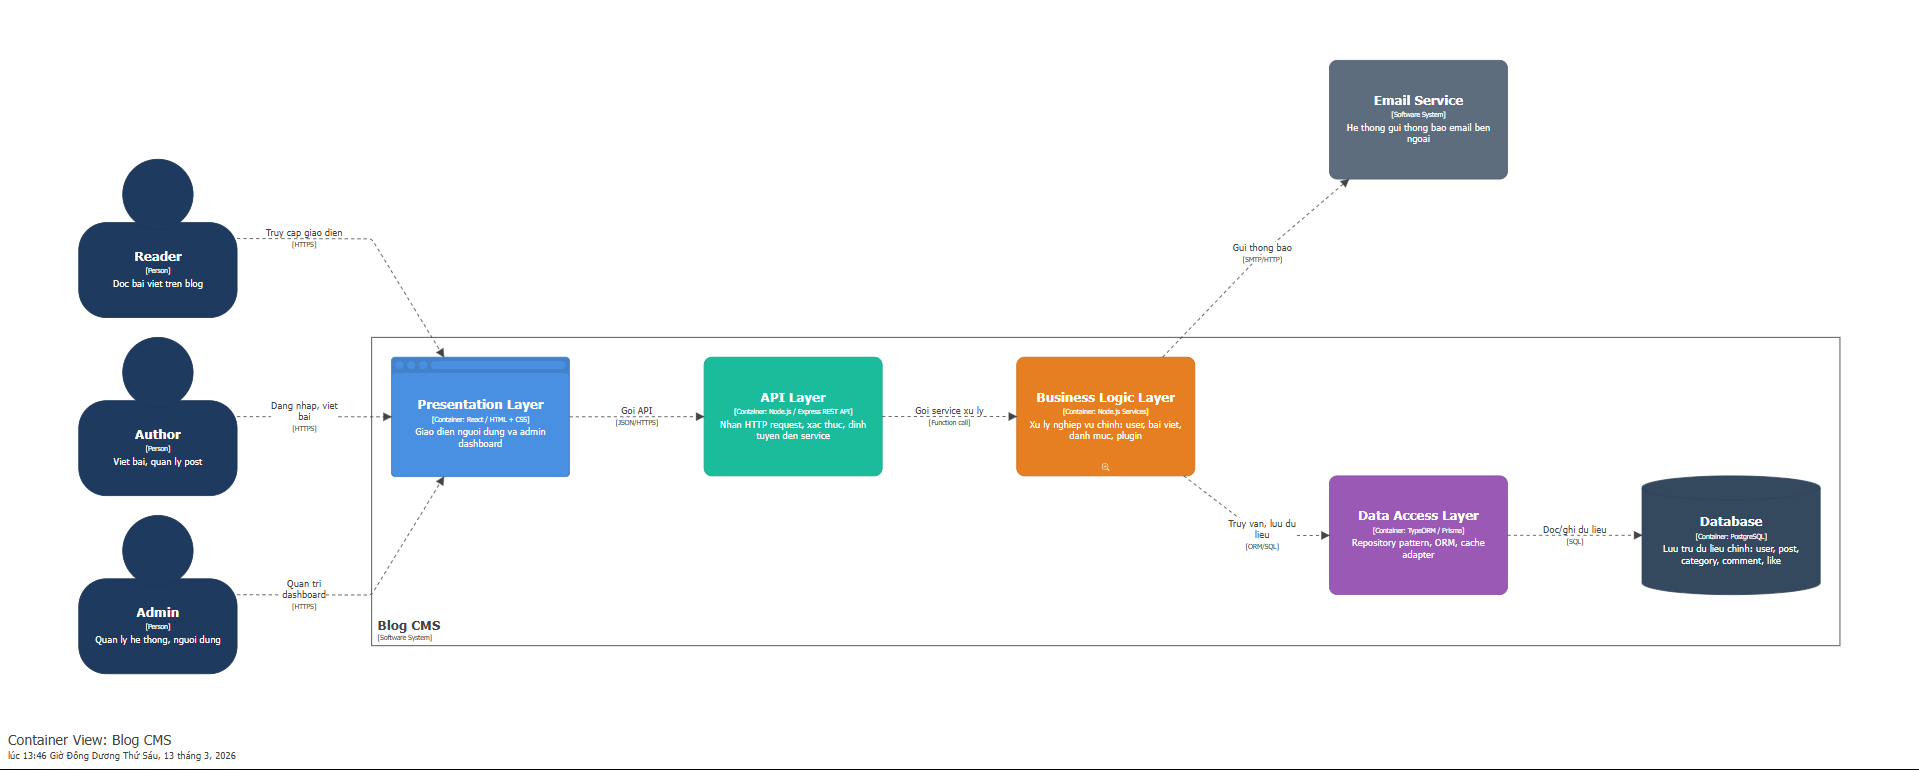 Email Service
[Software System]
He thong gui thong bao email ben
ngoai
Reader
[Person]
Doc bai viet tren blog
Truy cap giao dien
[HTTPS]
Gui thong bao
[SMTP/HTTP]
Author
[Person]
Viet bai, quan ly post
Dang nhap, viet
bai
[HTTPS]
Presentation Layer
[Container: React / HTML + CSS]
Giao dien nguoi dung va admin
dashboard
Goi API
[JSON/HTTPS]
API Layer
[Container: Node.js / Express REST API]
Nhan HTTP request, xac thuc, dinh
tuyen den service
Goi service xu ly
[Function call]
Business Logic Layer
[Container: Node.js Services]
Xu ly nghiep vu chinh: user, bai viet,
danh muc, plugin
Truy van, luu du
lieu
[ORM/SQL]
Data Access Layer
[Container: TypeORM / Prisma]
Repository pattern, ORM, cache
adapter
Doc/ghi du lieu
[SQL]
Database
[Container: PostgreSQL]
Luu tru du lieu chinh: user, post,
category, comment, like
Admin
[Person]
Quan ly he thong, nguoi dung
Quan tri
dashboard
[HTTPS]
Blog CMS
[Software System]
Container View: Blog CMS
lúc 13:46 Giờ Đông Dương Thứ Sáu, 13 tháng 3, 2026